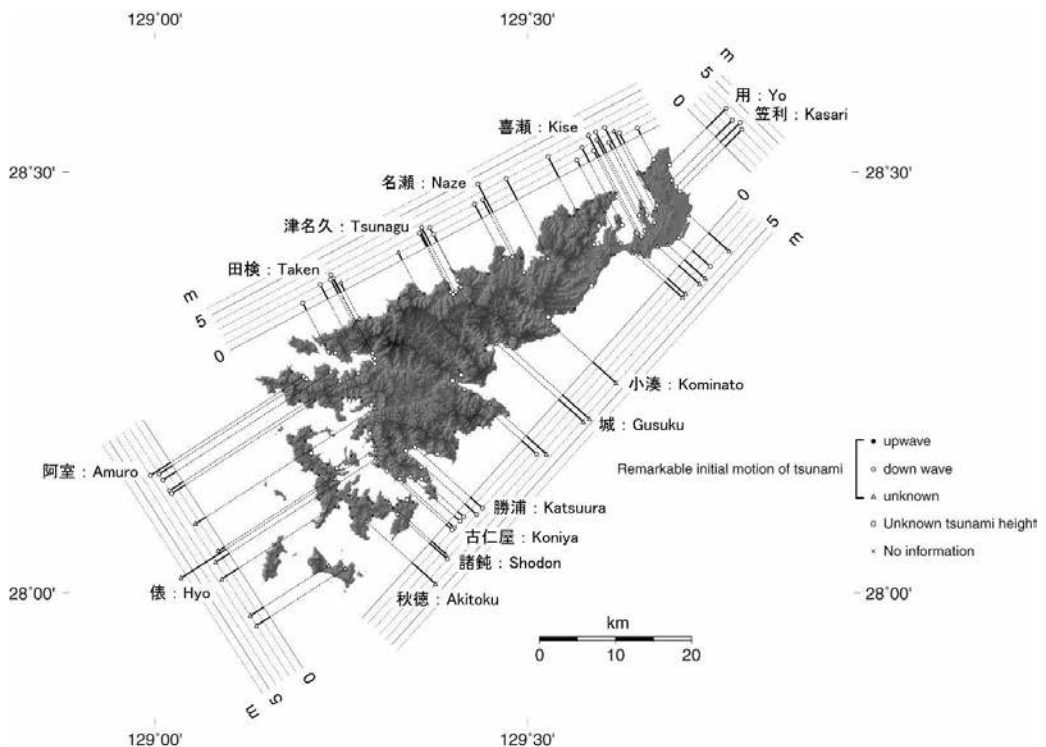 129°00'
129°30'
m
5
0
用：Yo
笠利：Kasari
喜瀬：Kise
28°30'
28°30'
名瀬：Naze
0
5
m
津名久：Tsunagu
田検：Taken
m
5
0
小湊：Kominato
城：Gusuku
阿室：Amuro
Remarkable initial motion of tsunami
upwave
down wave
unknown
Unknown tsunami height
No information
勝浦：Katsuura
古仁屋：Koniya
諸鈍：Shodon
俵：Hyo
秋徳：Akitoku
28°00'
28°00'
km
0 10 20
0
5
m
129°00'
129°30'